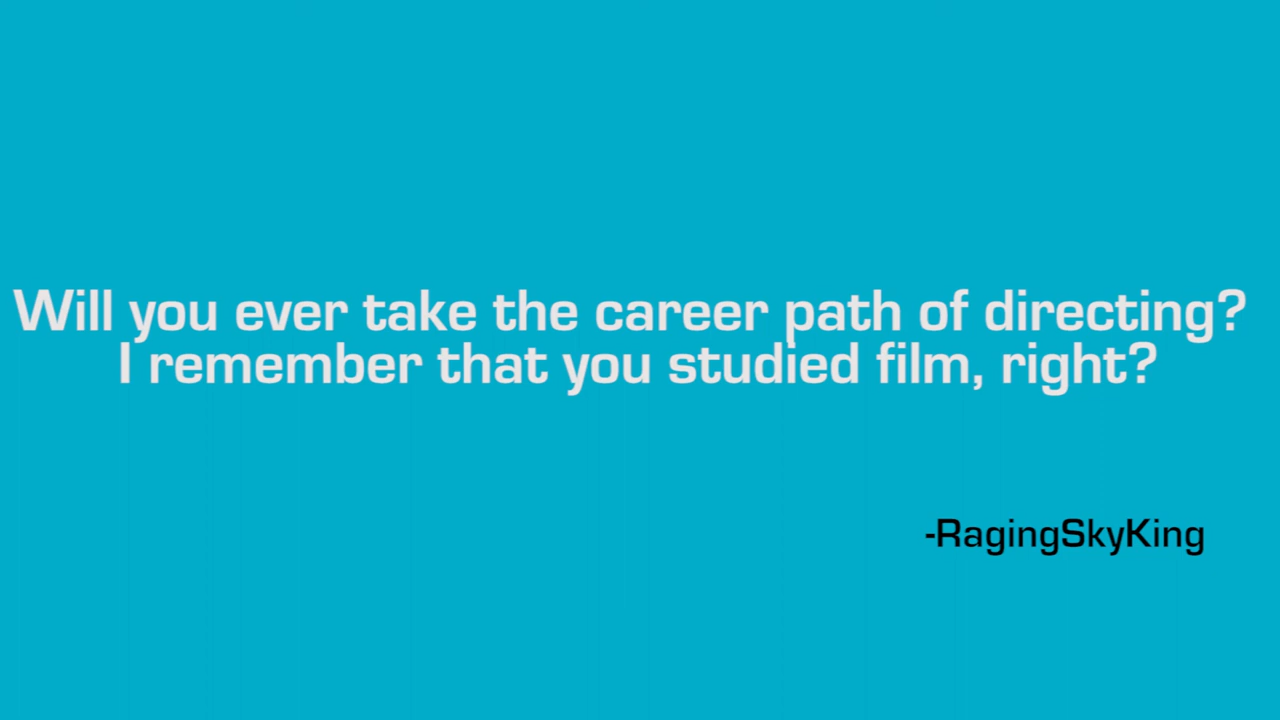 Will you ever take the career path of directing?
I remember that you studied film, right?
-RagingSkyKing